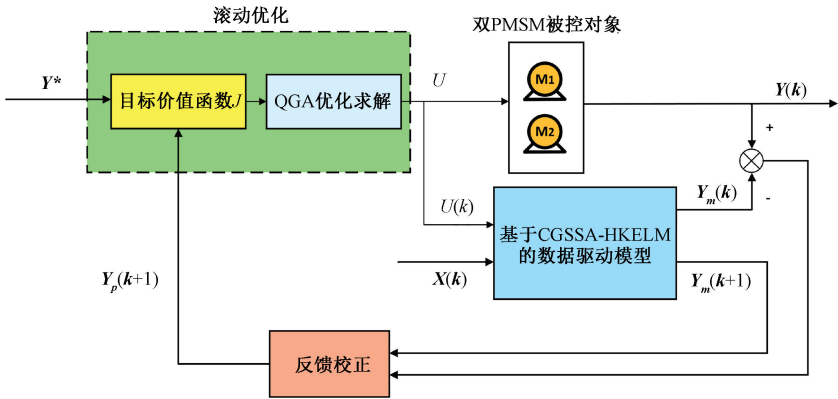 滚动优化
双PMSM被控对象
Y*
目标价值函数J
QGA优化求解
U
M1
M2
Y(k)
+
-
U(k)
X(k)
基于CGSSA-HKELM
的数据驱动模型
Ym(k)
Ym(k+1)
Yp(k+1)
反馈校正